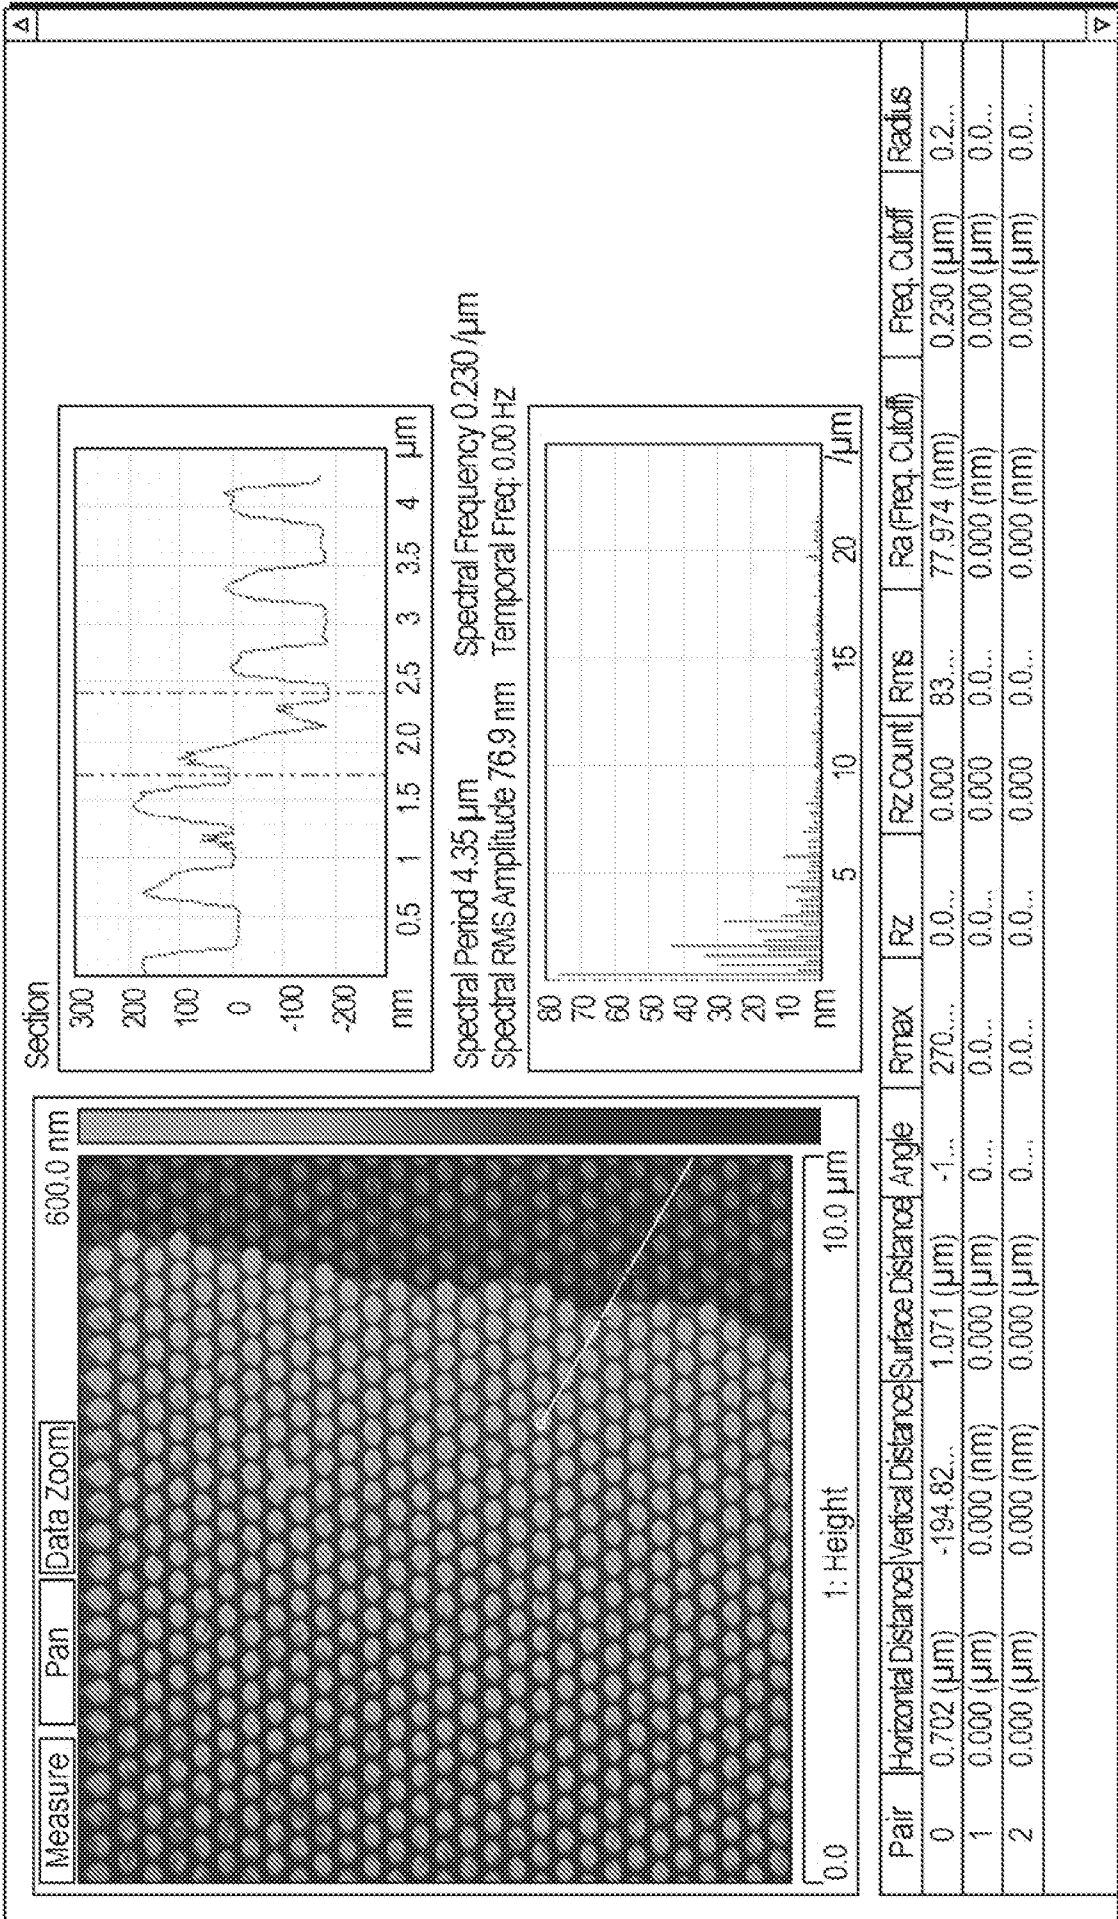 Measure Pan Data Zoom
600.0 nm
0.0 1: Height 10.0 µm
Section
300
200
100
0
-100
-200
nm
0.5 1 1.5 2.0 2.5 3 3.5 4 µm
Spectral Period 4.35 µm Spectral Frequency 0.230 /µm
Spectral RMS Amplitude 76.9 nm Temporal Freq. 0.00 HZ
80
70
60
50
40
30
20
10
nm
5 10 15 20 /µm
Pair Horizontal Distance Vertical Distance Surface Distance Angle Rmax Rz Rz Count Rms Ra (Freq. Cutoff) Freq. Cutoff Radius
0 0.702 (µm) -194.82... 1.071 (µm) -1... 270.... 0.0... 0.000 83.... 77.974 (nm) 0.230 (µm) 0.2...
1 0.000 (µm) 0.000 (nm) 0.000 (µm) 0.... 0.0... 0.0... 0.000 0.0... 0.000 (nm) 0.000 (µm) 0.0...
2 0.000 (µm) 0.000 (nm) 0.000 (µm) 0.... 0.0... 0.0... 0.000 0.0... 0.000 (nm) 0.000 (µm) 0.0...